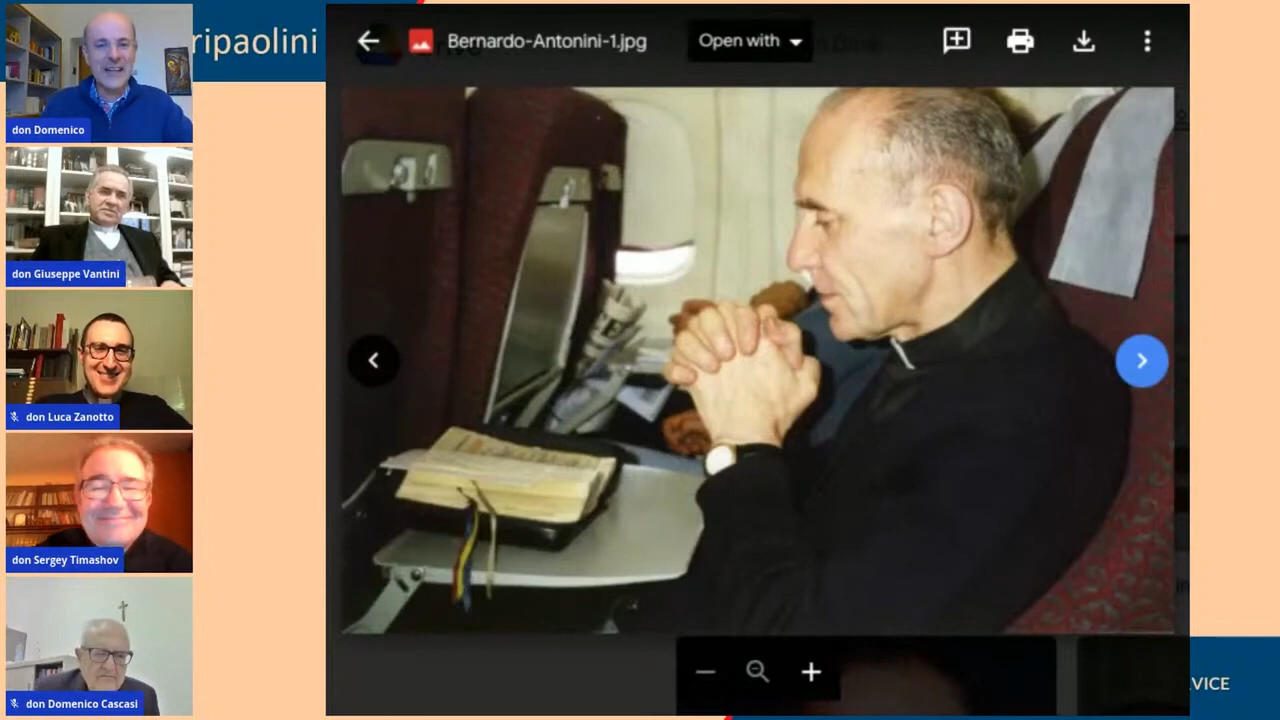 ripaolini
Bernardo-Antonini-1.jpg
Open with
don Domenico
don Giuseppe Vantini
don Luca Zanotto
don Sergey Timashov
don Domenico Cascasi
VICE